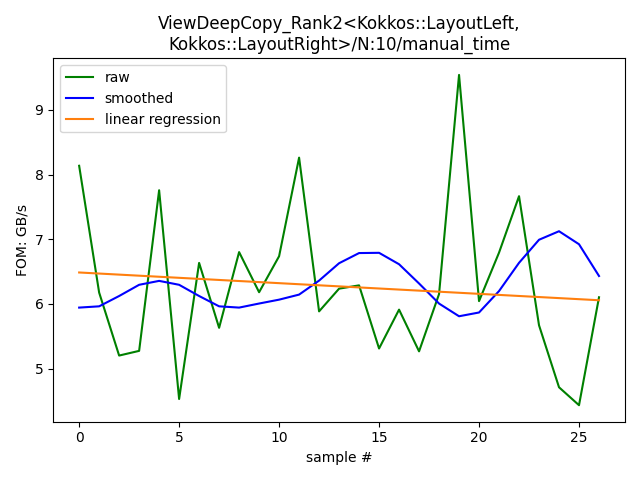 ViewDeepCopy_Rank2<Kokkos::LayoutLeft,
Kokkos::LayoutRight>/N:10/manual_time
raw
smoothed
linear regression
FOM: GB/s
9
8
7
6
5
0
5
10
15
20
25
sample #